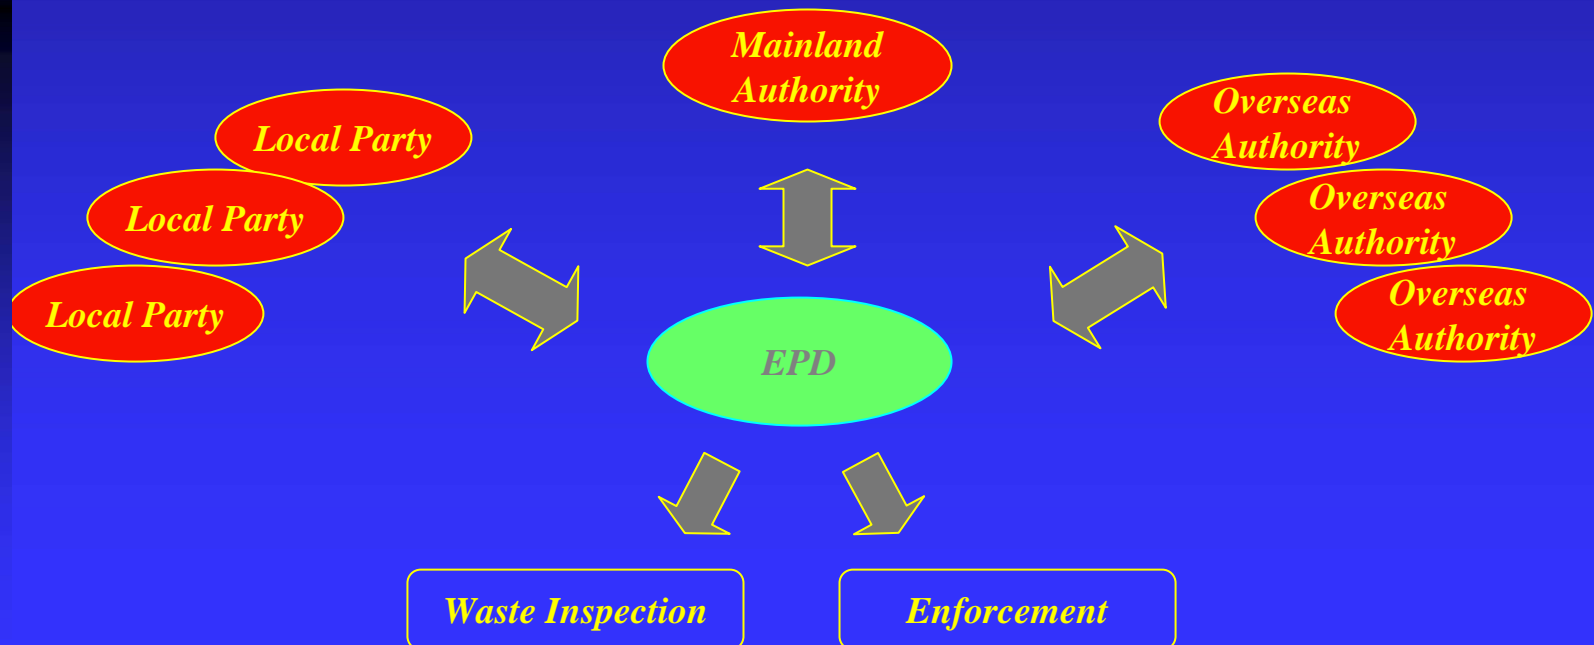 Mainland
Authority
Overseas
Authority
Local Party
Overseas
Authority
Local Party
Overseas
Authority
Local Party
EPD
Waste Inspection
Enforcement